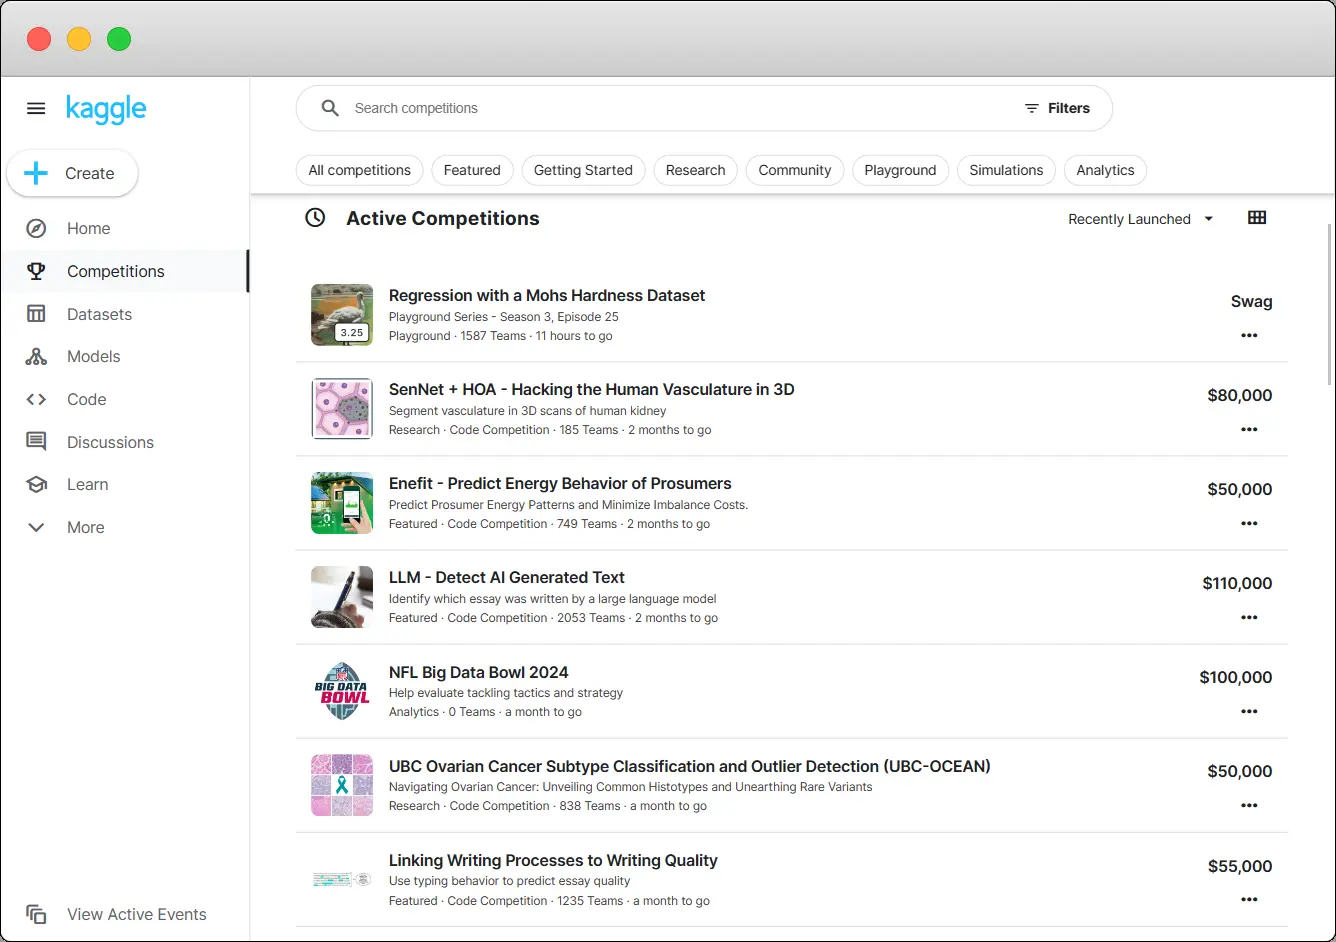 kaggle
Search competitions
Filters
Create
All competitions
Featured
Getting Started
Research
Community
Playground
Simulations
Analytics
Home
Competitions
Datasets
Models
Code
Discussions
Learn
More
View Active Events
Active Competitions
Recently Launched
3.25
Regression with a Mohs Hardness Dataset
Swag
Playground Series - Season 3, Episode 25
Playground · 1587 Teams · 11 hours to go
SenNet + HOA - Hacking the Human Vasculature in 3D
$80,000
Segment vasculature in 3D scans of human kidney
Research · Code Competition · 185 Teams · 2 months to go
Enefit - Predict Energy Behavior of Prosumers
$50,000
Predict Prosumer Energy Patterns and Minimize Imbalance Costs.
Featured · Code Competition · 749 Teams · 2 months to go
LLM - Detect AI Generated Text
$110,000
Identify which essay was written by a large language model
Featured · Code Competition · 2053 Teams · 2 months to go
BIG DATA
BOWL
NFL Big Data Bowl 2024
$100,000
Help evaluate tackling tactics and strategy
Analytics · 0 Teams · a month to go
UBC Ovarian Cancer Subtype Classification and Outlier Detection (UBC-OCEAN)
$50,000
Navigating Ovarian Cancer: Unveiling Common Histotypes and Unearthing Rare Variants
Research · Code Competition · 838 Teams · a month to go
Linking Writing Processes to Writing Quality
$55,000
Use typing behavior to predict essay quality
Featured · Code Competition · 1235 Teams · a month to go